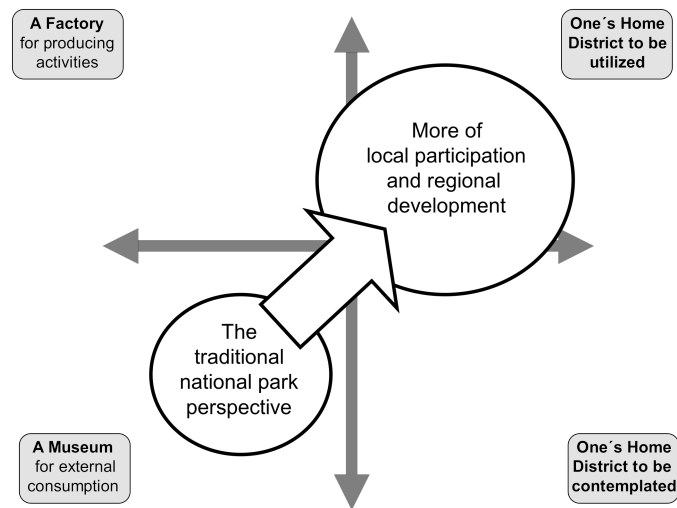 A Factory
for producing
activities
One´s Home
District to be
utilized
More of
local participation
and regional
development
The
traditional
national park
perspective
A Museum
for external
consumption
One´s Home
District to be
contemplated